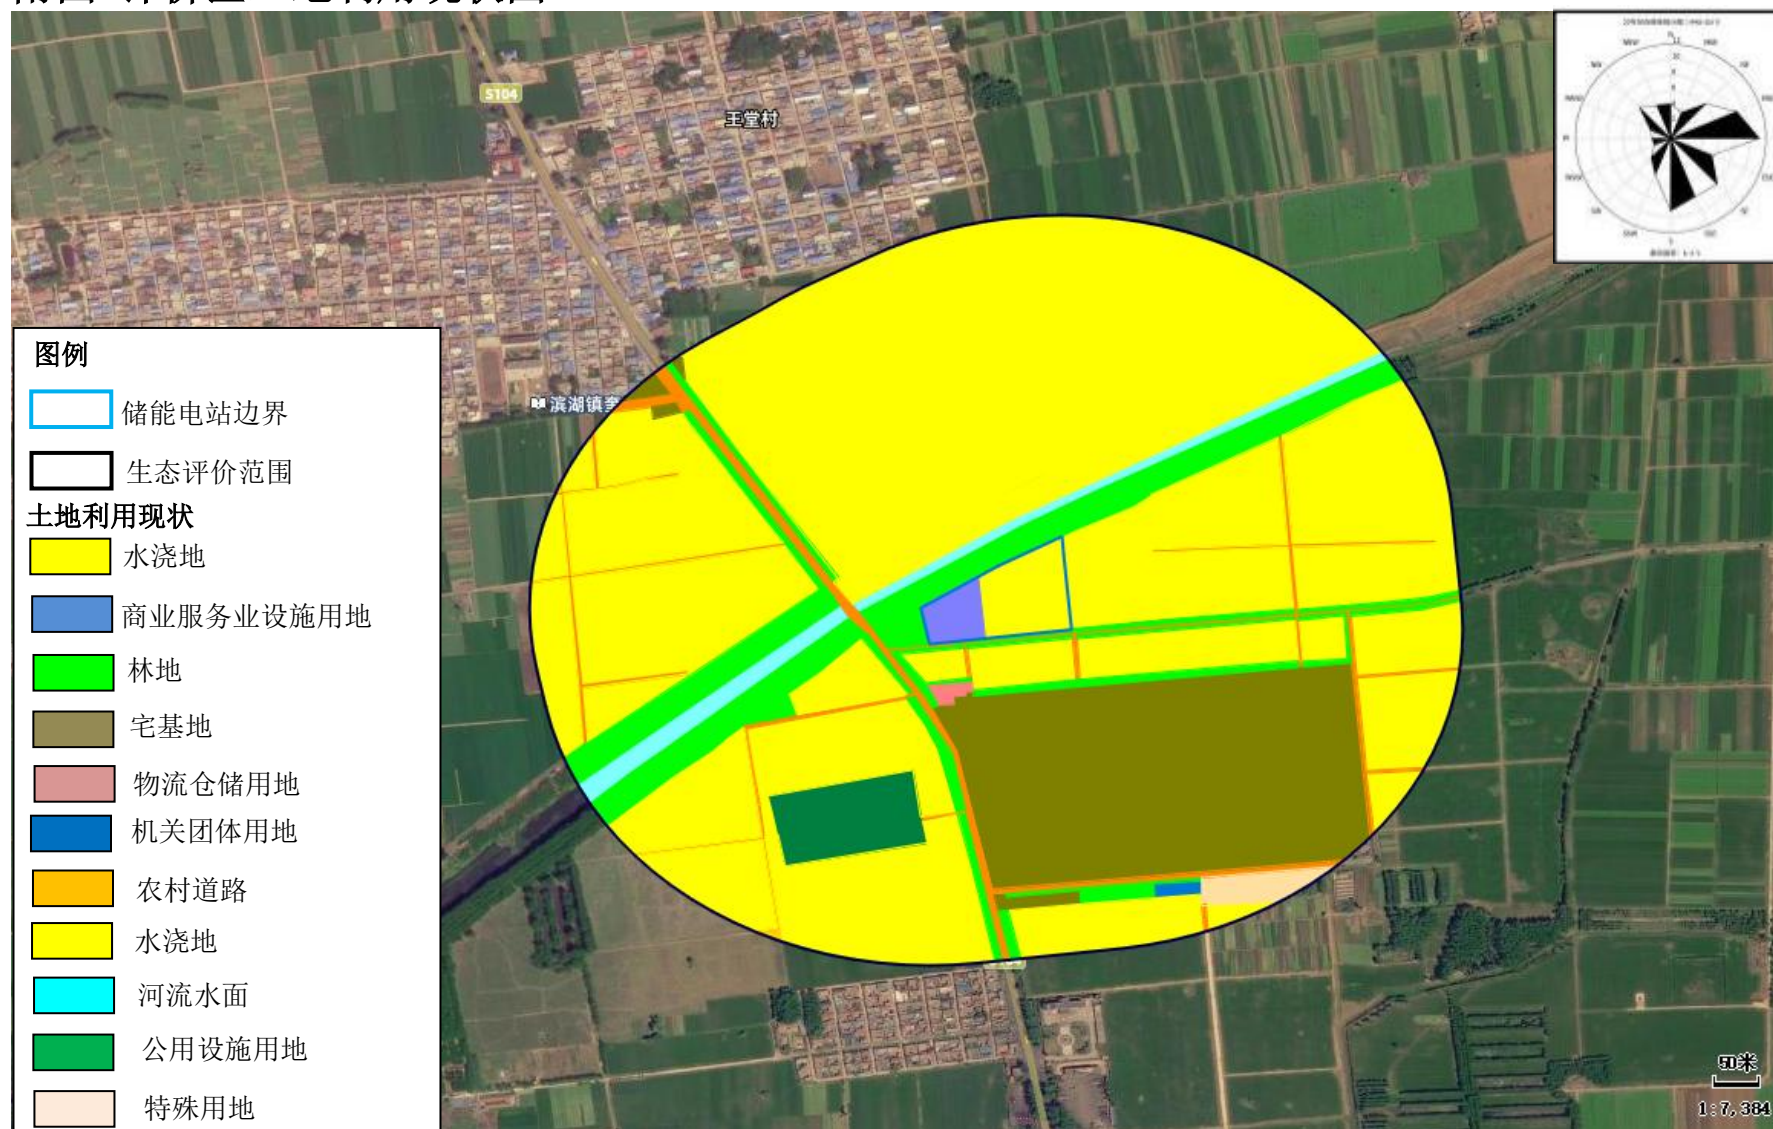 S104
王堂村
滨湖镇奎
图例
储能电站边界
生态评价范围
土地利用现状
水浇地
商业服务业设施用地
林地
宅基地
物流仓储用地
机关团体用地
农村道路
水浇地
河流水面
公用设施用地
特殊用地
50米
1:7,384